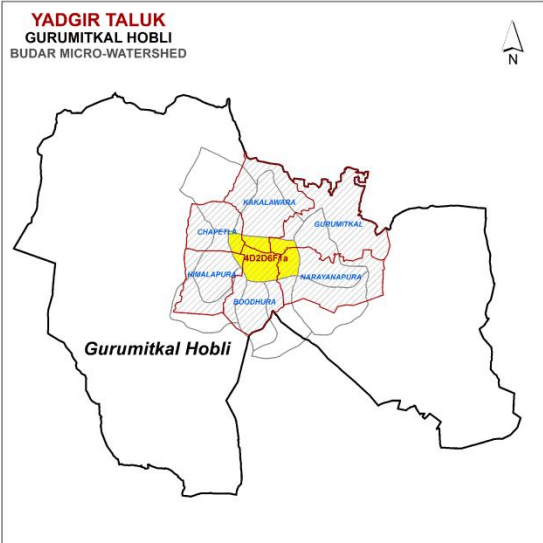 YADGIR TALUK
GURUMITKAL HOBLI
BUDAR MICRO-WATERSHED
N
KAKALAWARA
GURUMITKAL
CHAPETLA
4D2D6F1a
HIMALAPURA
NARAYANAPURA
BOODHURA
Gurumitkal Hobli